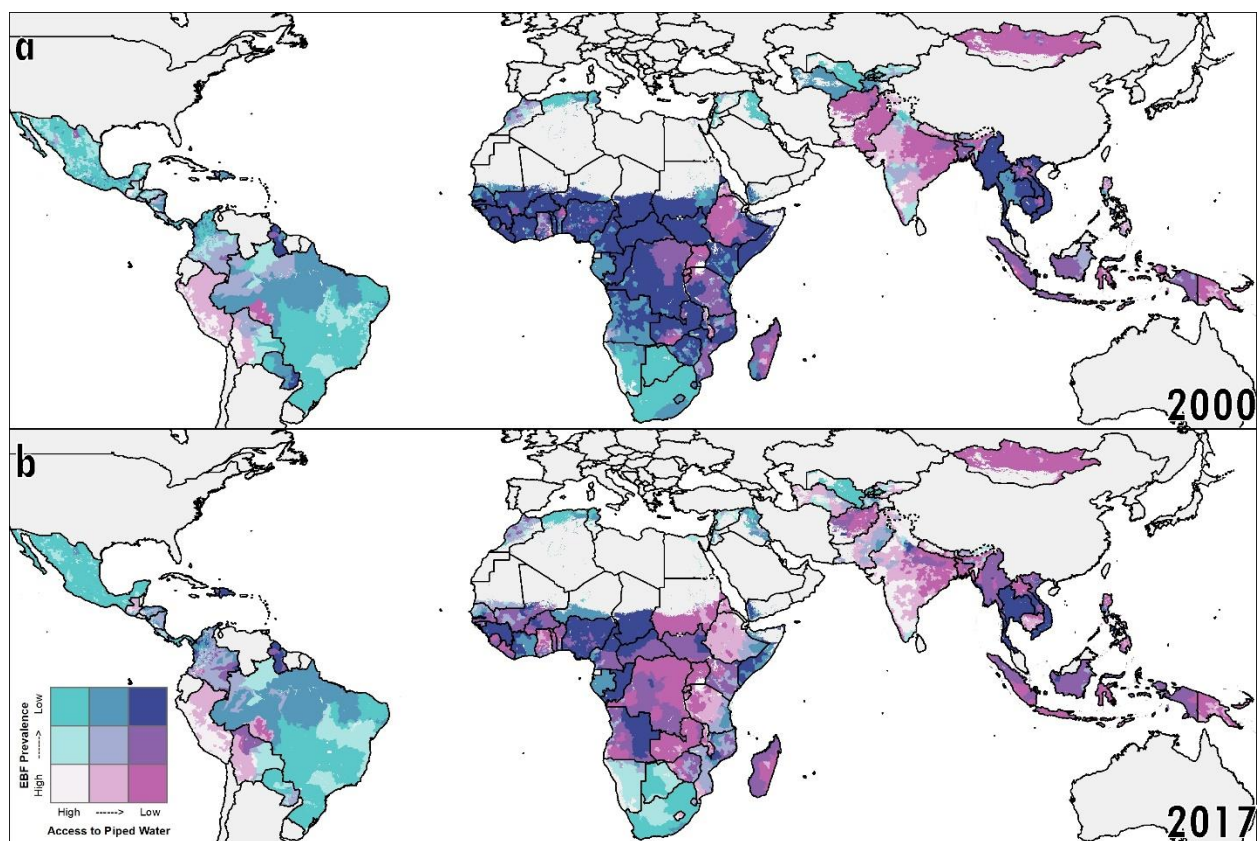 a
2000
b
EBF Prevalence
High ------> Low
High ------> Low
Access to Piped Water
2017